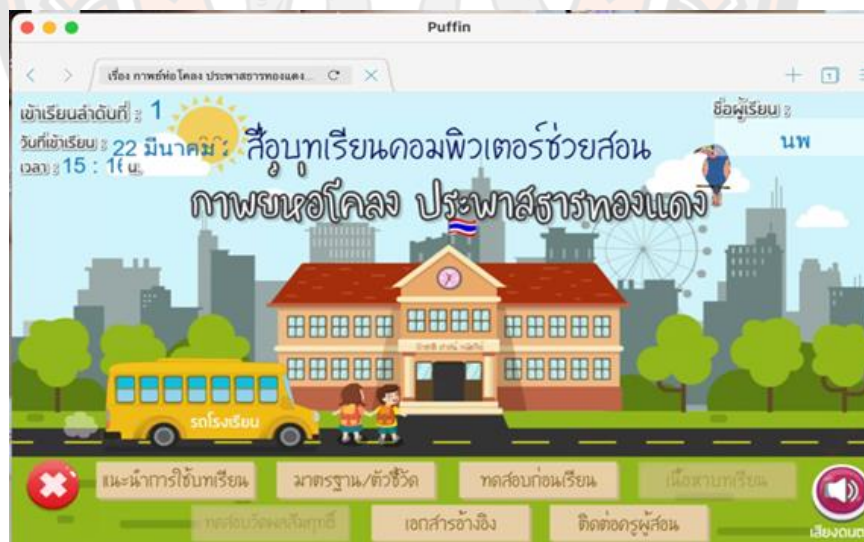 Puffin
เรื่อง กาพย์ห่อโคลง ประพาสธารทองแดง...
เข้าเรียนลำดับที่ : 1
ชื่อผู้เรียน :
วันที่เข้าเรียน : 22 มีนาคม :
นพ
เวลา : 15 : 16 น.
สื่อบทเรียนคอมพิวเตอร์ช่วยสอน
กาพย์ห่อโคลง ประพาสธารทองแดง
รถโรงเรียน
แนะนำการใช้บทเรียน
มาตรฐาน/ตัวชี้วัด
ทดสอบก่อนเรียน
เนื้อหาบทเรียน
ทดสอบวัดผลสัมฤทธิ์
เอกสารอ้างอิง
ติดต่อครูผู้สอน
เสียงดนต